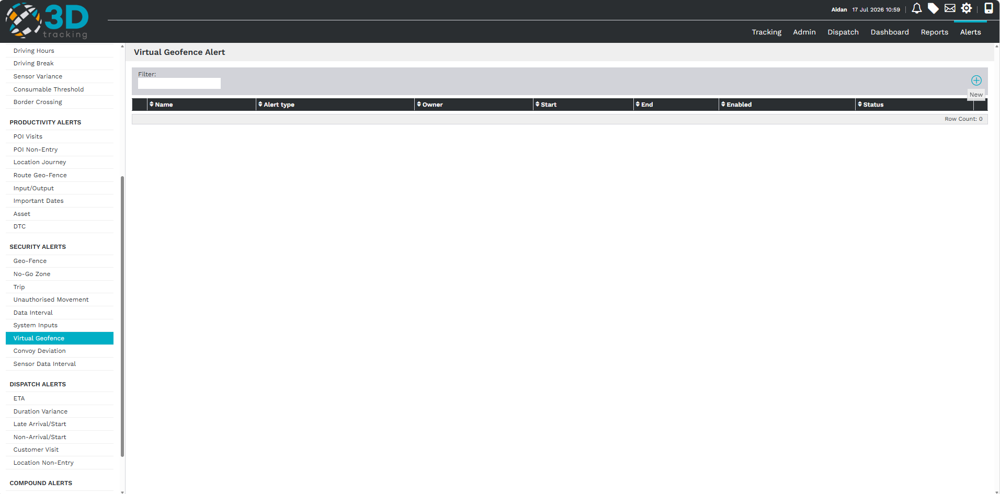 3D
tracking
Aidan 17 Jul 2026 10:59
Tracking Admin Dispatch Dashboard Reports Alerts
Driving Hours
Driving Break
Sensor Variance
Consumable Threshold
Border Crossing
PRODUCTIVITY ALERTS
POI Visits
POI Non-Entry
Location Journey
Route Geo-Fence
Input/Output
Important Dates
Asset
DTC
SECURITY ALERTS
Geo-Fence
No-Go Zone
Trip
Unauthorised Movement
Data Interval
System Inputs
Virtual Geofence
Convoy Deviation
Sensor Data Interval
DISPATCH ALERTS
ETA
Duration Variance
Late Arrival/Start
Non-Arrival/Start
Customer Visit
Location Non-Entry
COMPOUND ALERTS
Virtual Geofence Alert
Filter:
New
Name Alert type Owner Start End Enabled Status
Row Count: 0